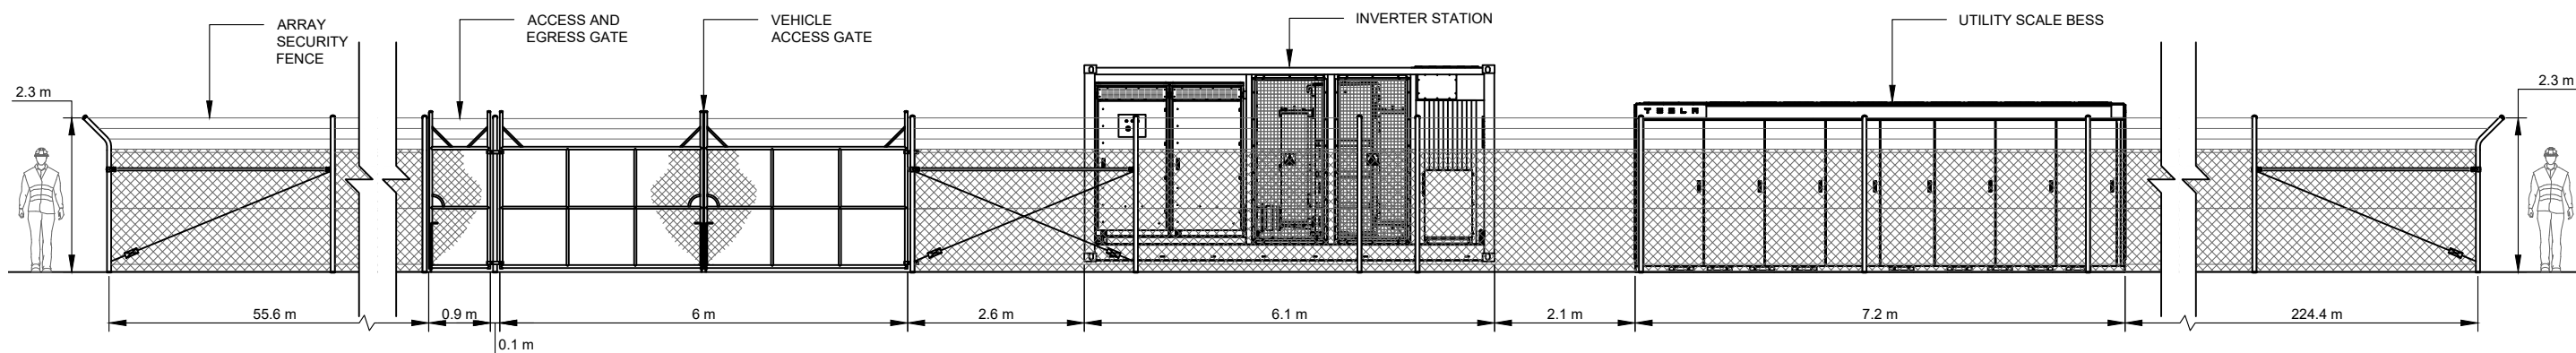 ARRAY
SECURITY
FENCE
ACCESS AND
EGRESS GATE
VEHICLE
ACCESS GATE
INVERTER STATION
UTILITY SCALE BESS
2.3 m
2.3 m
TESLA
55.6 m
0.9 m
0.1 m
6 m
2.6 m
6.1 m
2.1 m
7.2 m
224.4 m